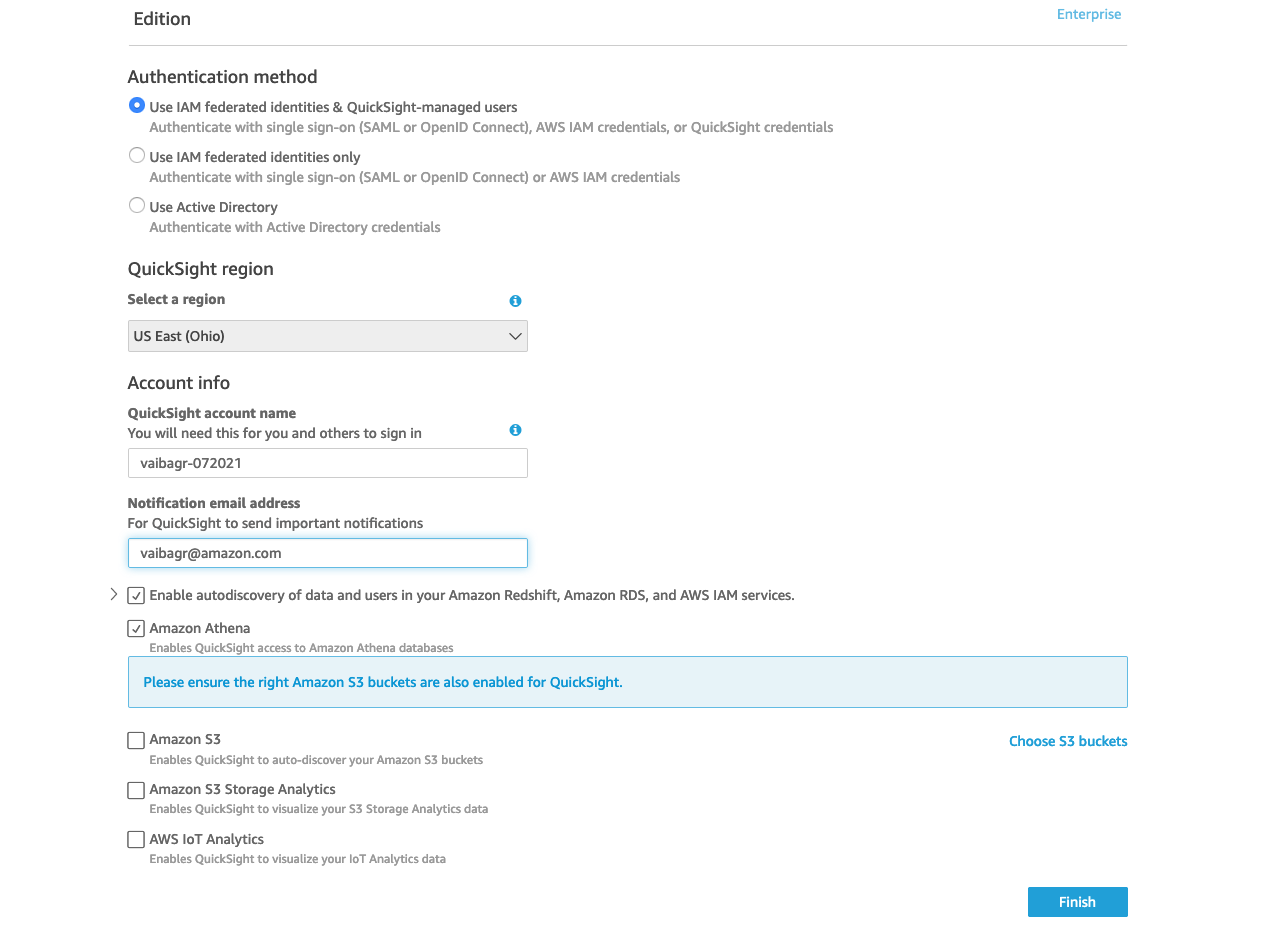 Edition
Enterprise
Authentication method
Use IAM federated identities & QuickSight-managed users
Authenticate with single sign-on (SAML or OpenID Connect), AWS IAM credentials, or QuickSight credentials
Use IAM federated identities only
Authenticate with single sign-on (SAML or OpenID Connect) or AWS IAM credentials
Use Active Directory
Authenticate with Active Directory credentials
QuickSight region
Select a region
US East (Ohio)
Account info
QuickSight account name
You will need this for you and others to sign in
vaibagr-072021
Notification email address
For QuickSight to send important notifications
vaibagr@amazon.com
Enable autodiscovery of data and users in your Amazon Redshift, Amazon RDS, and AWS IAM services.
Amazon Athena
Enables QuickSight access to Amazon Athena databases
Please ensure the right Amazon S3 buckets are also enabled for QuickSight.
Amazon S3
Choose S3 buckets
Enables QuickSight to auto-discover your Amazon S3 buckets
Amazon S3 Storage Analytics
Enables QuickSight to visualize your S3 Storage Analytics data
AWS IoT Analytics
Enables QuickSight to visualize your IoT Analytics data
Finish